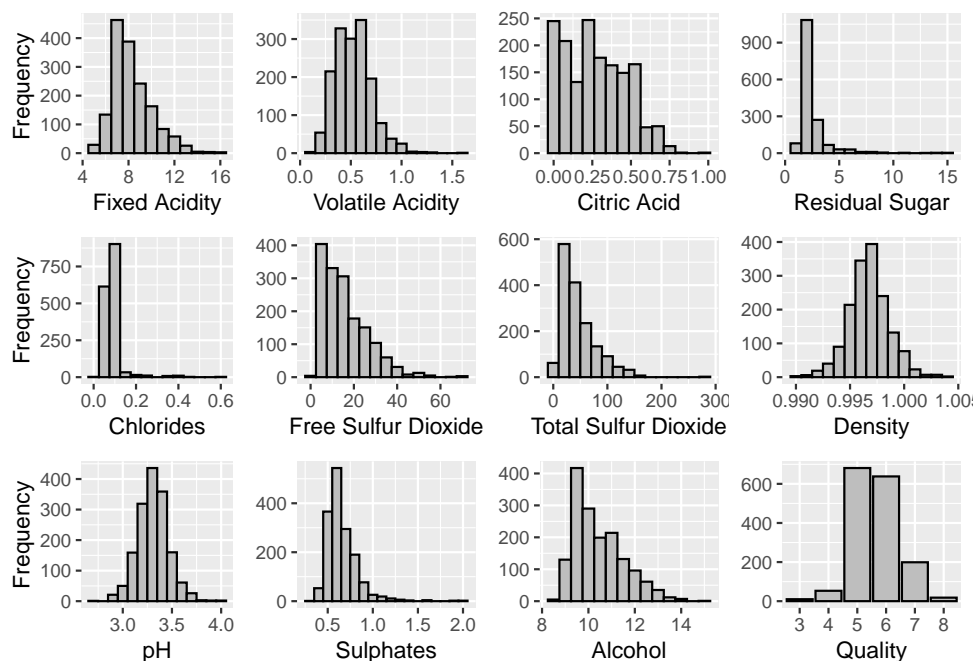 Frequency
400
300
200
100
0
4 8 12 16
Fixed Acidity
300
200
100
0
0.0 0.5 1.0 1.5
Volatile Acidity
250
200
150
100
50
0
0.00 0.25 0.50 0.75 1.00
Citric Acid
900
600
300
0
0 5 10 15
Residual Sugar
Frequency
750
500
250
0
0.0 0.2 0.4 0.6
Chlorides
400
300
200
100
0
0 20 40 60
Free Sulfur Dioxide
600
400
200
0
0 100 200 300
Total Sulfur Dioxide
400
300
200
100
0
0.990 0.995 1.000 1.005
Density
Frequency
400
300
200
100
0
3.0 3.5 4.0
pH
400
200
0
0.5 1.0 1.5 2.0
Sulphates
400
300
200
100
0
8 10 12 14
Alcohol
600
400
200
0
3 4 5 6 7 8
Quality